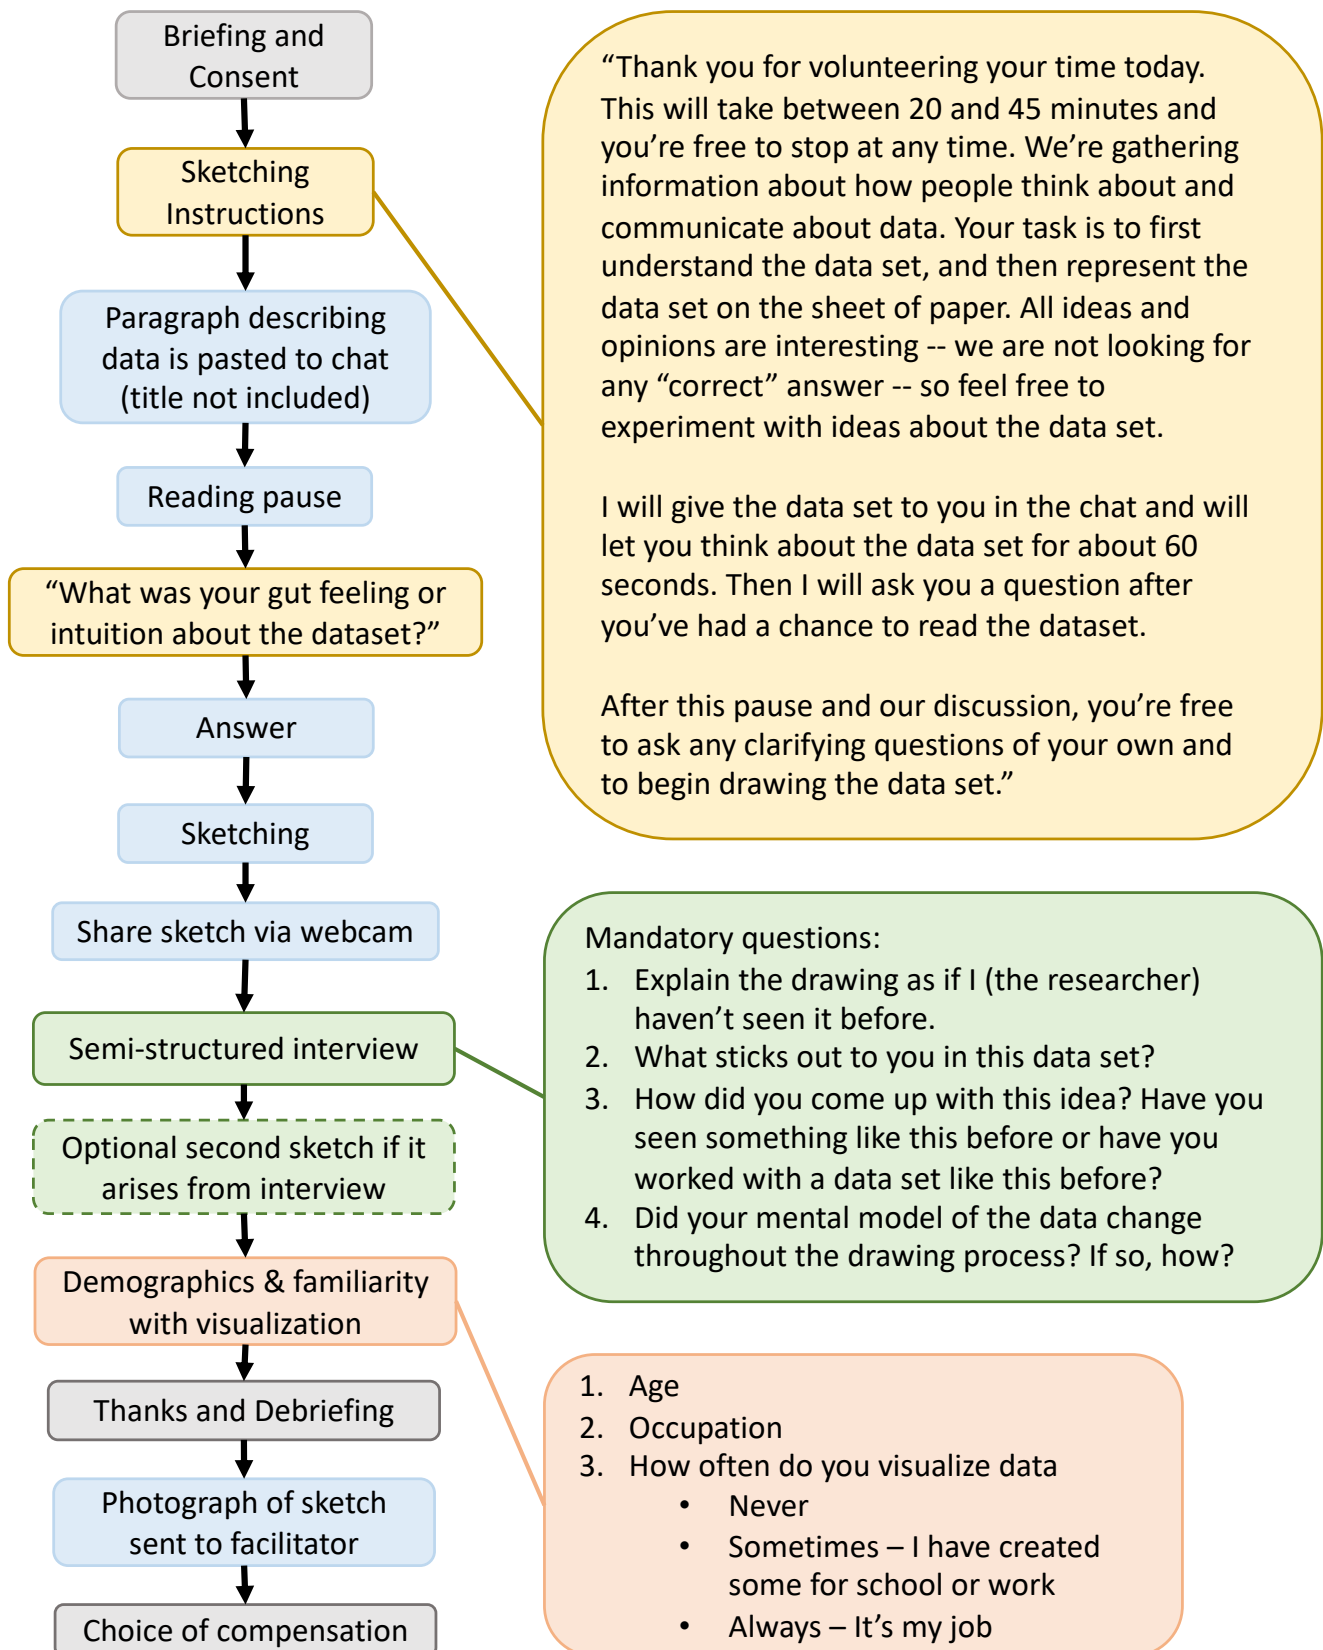 Briefing and
Consent
Sketching
Instructions
Paragraph describing
data is pasted to chat
(title not included)
Reading pause
“What was your gut feeling or
intuition about the dataset?”
Answer
Sketching
Share sketch via webcam
Semi-structured interview
Optional second sketch if it
arises from interview
Demographics & familiarity
with visualization
Thanks and Debriefing
Photograph of sketch
sent to facilitator
Choice of compensation
“Thank you for volunteering your time today.
This will take between 20 and 45 minutes and
you’re free to stop at any time. We’re gathering
information about how people think about and
communicate about data. Your task is to first
understand the data set, and then represent the
data set on the sheet of paper. All ideas and
opinions are interesting -- we are not looking for
any “correct” answer -- so feel free to
experiment with ideas about the data set.
I will give the data set to you in the chat and will
let you think about the data set for about 60
seconds. Then I will ask you a question after
you’ve had a chance to read the dataset.
After this pause and our discussion, you’re free
to ask any clarifying questions of your own and
to begin drawing the data set.”
Mandatory questions:
1. Explain the drawing as if I (the researcher)
haven’t seen it before.
2. What sticks out to you in this data set?
3. How did you come up with this idea? Have you
seen something like this before or have you
worked with a data set like this before?
4. Did your mental model of the data change
throughout the drawing process? If so, how?
1. Age
2. Occupation
3. How often do you visualize data
• Never
• Sometimes – I have created
some for school or work
• Always – It’s my job